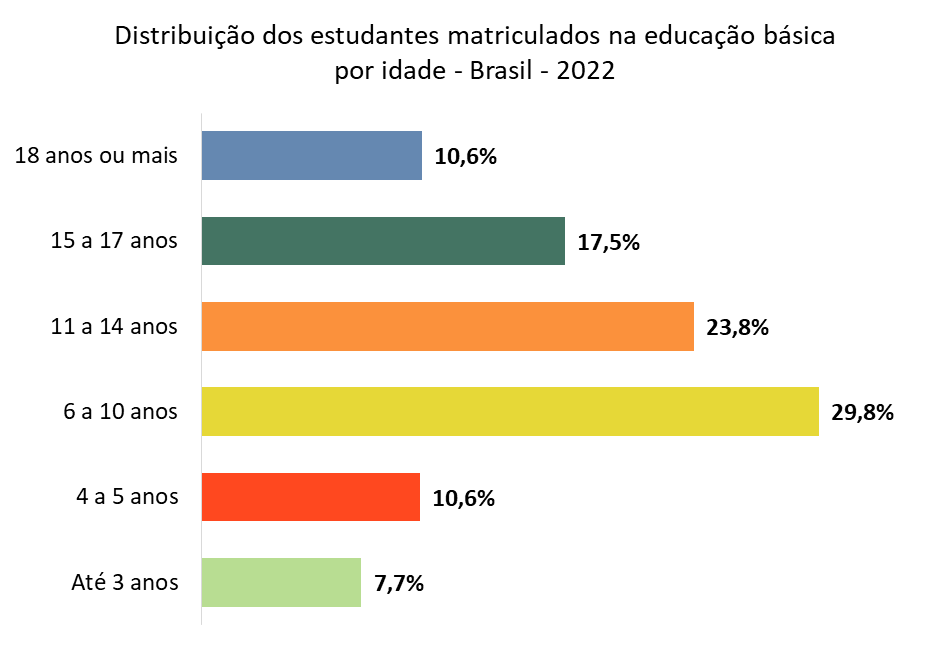 Distribuição dos estudantes matriculados na educação básica
por idade - Brasil - 2022
18 anos ou mais 10,6%
15 a 17 anos 17,5%
11 a 14 anos 23,8%
6 a 10 anos 29,8%
4 a 5 anos 10,6%
Até 3 anos 7,7%